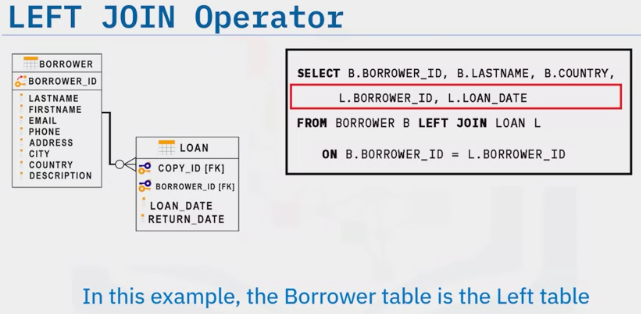 LEFT JOIN Operator
BORROWER
BORROWER_ID
LASTNAME
FIRSTNAME
EMAIL
PHONE
ADDRESS
CITY
COUNTRY
DESCRIPTION
LOAN
COPY_ID [FK]
BORROWER_ID [FK]
LOAN_DATE
RETURN_DATE
SELECT B.BORROWER_ID, B.LASTNAME, B.COUNTRY,
L.BORROWER_ID, L.LOAN_DATE
FROM BORROWER B LEFT JOIN LOAN L
ON B.BORROWER_ID = L.BORROWER_ID
In this example, the Borrower table is the Left table